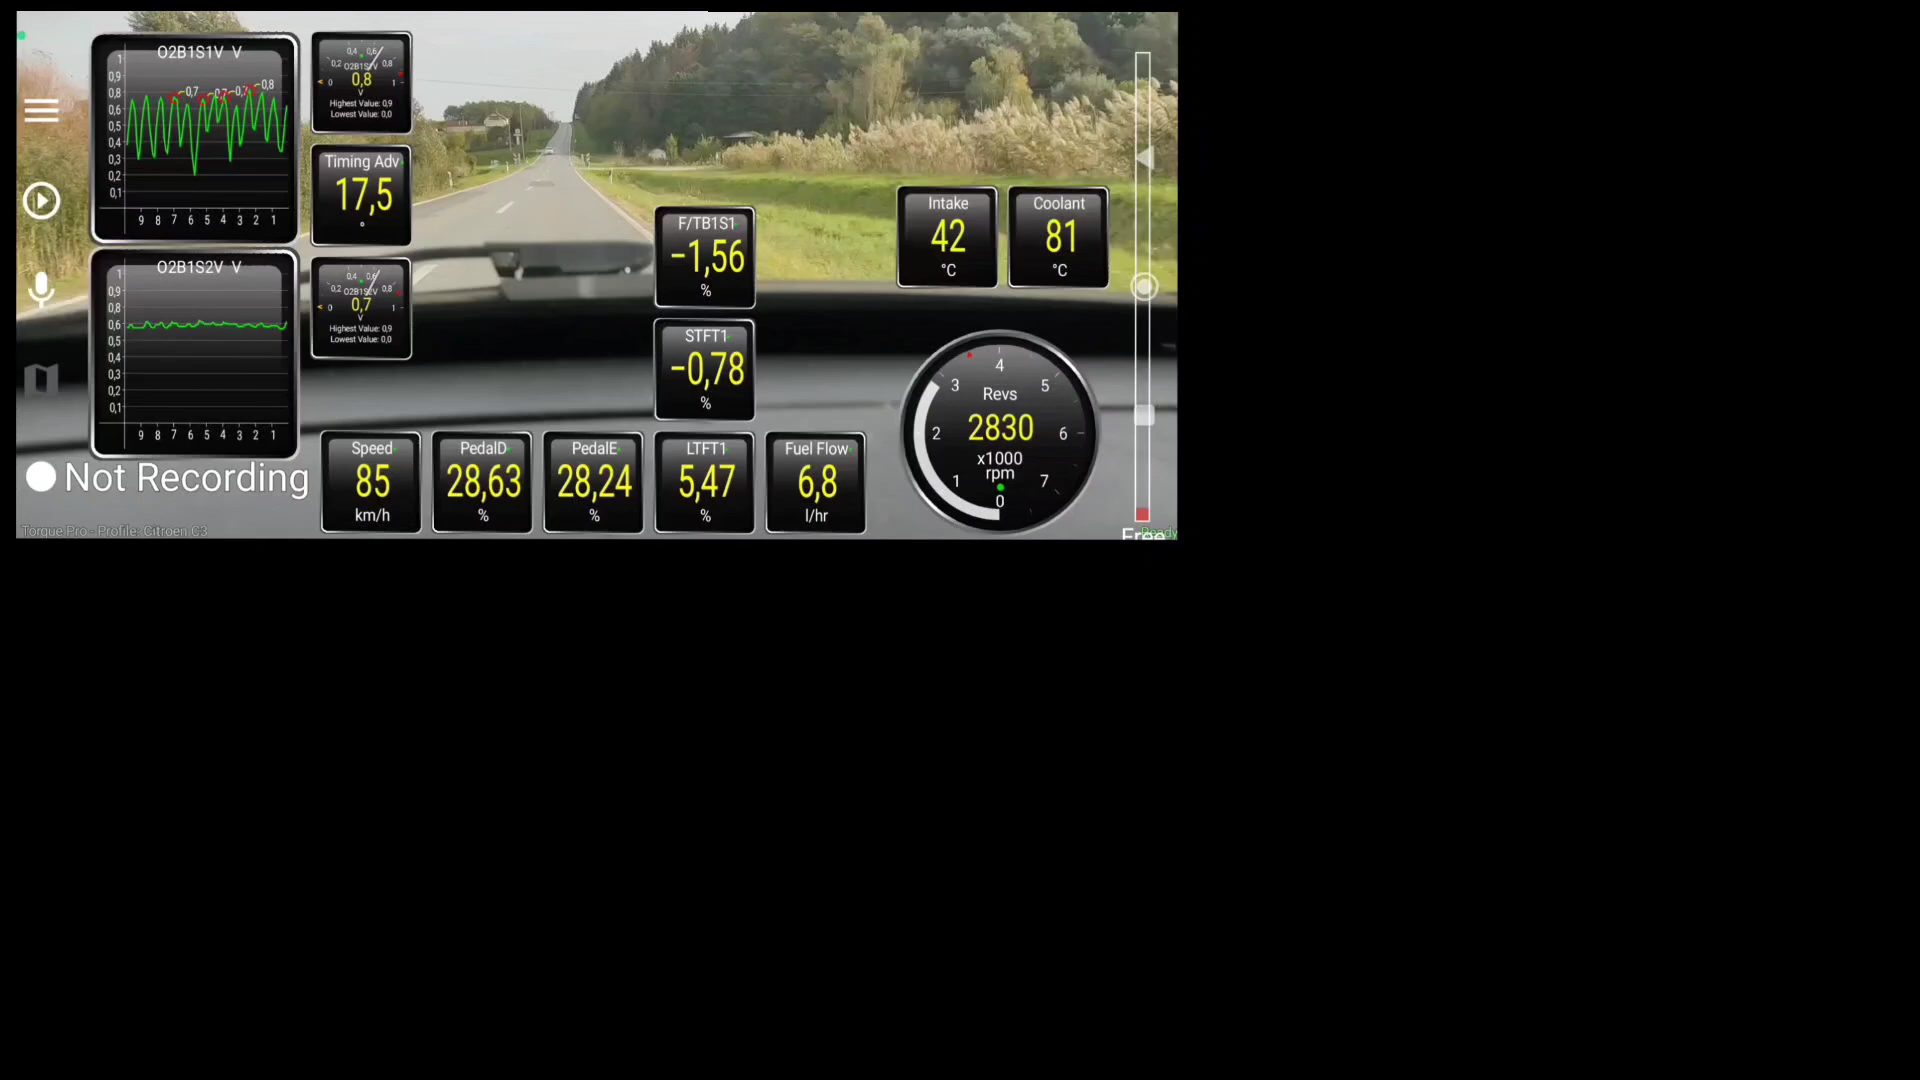 O2B1S1V V
1
0,9
0,8
0,6
0,5
0,4
0,3
0,2
0,1
0,7
0,7
0,7
0,8
9 8 7 6 5 4 3 2 1
0,4 0,6
0,2 0,8
0 1
0,8
V
Highest Value: 0,9
Lowest Value: 0,0
Timing Adv
17,5
°
O2B1S2V V
1
0,9
0,8
0,6
0,5
0,4
0,3
0,2
0,1
9 8 7 6 5 4 3 2 1
0,4 0,6
0,2 0,8
O2B1S2V
0 1
0,7
V
Highest Value: 0,9
Lowest Value: 0,0
F/TB1S1
-1,56
%
STFT1
-0,78
%
Intake
42
°C
Coolant
81
°C
Revs
2830
x1000
rpm
0 1 2 3 4 5 6 7
Not Recording
Speed
85
km/h
PedalD
28,63
%
PedalE
28,24
%
LTFT1
5,47
%
Fuel Flow
6,8
l/hr
Torque Pro - Profile: Citroen C3
Ready